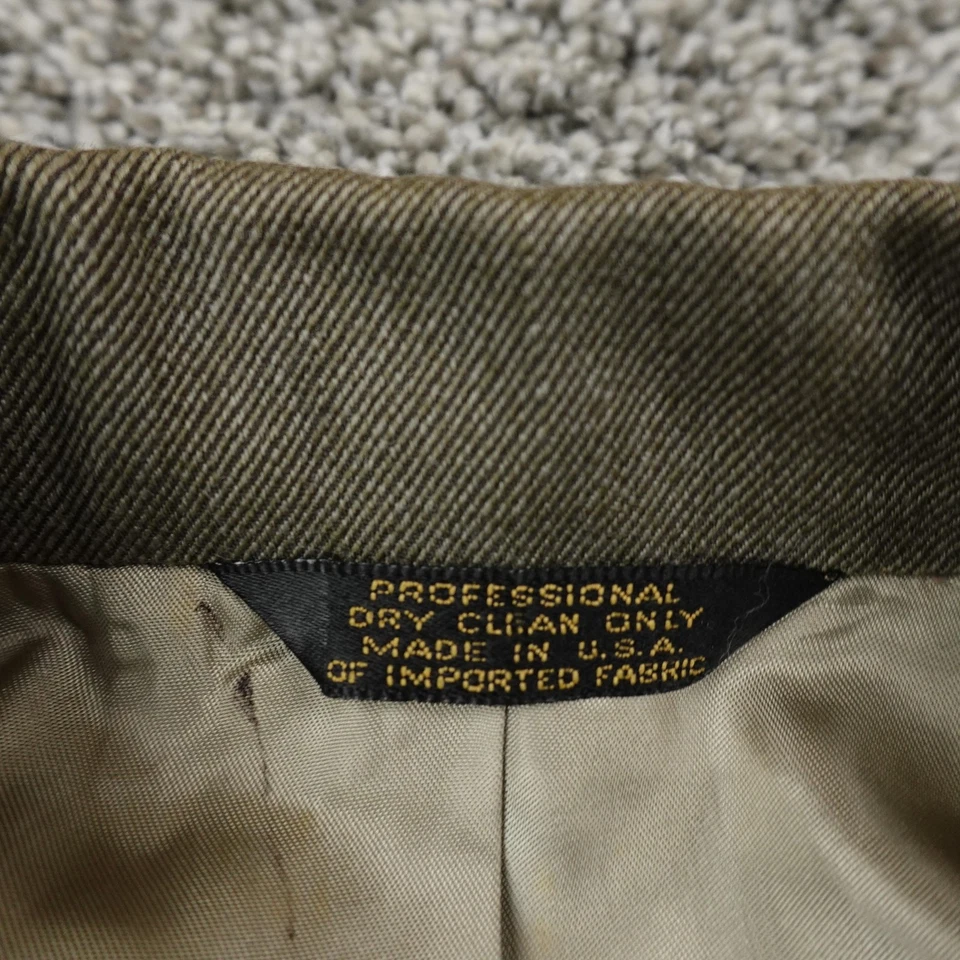 PROFESSIONAL
DRY CLEAN ONLY
MADE IN U.S.A.
OF IMPORTED FABRIC